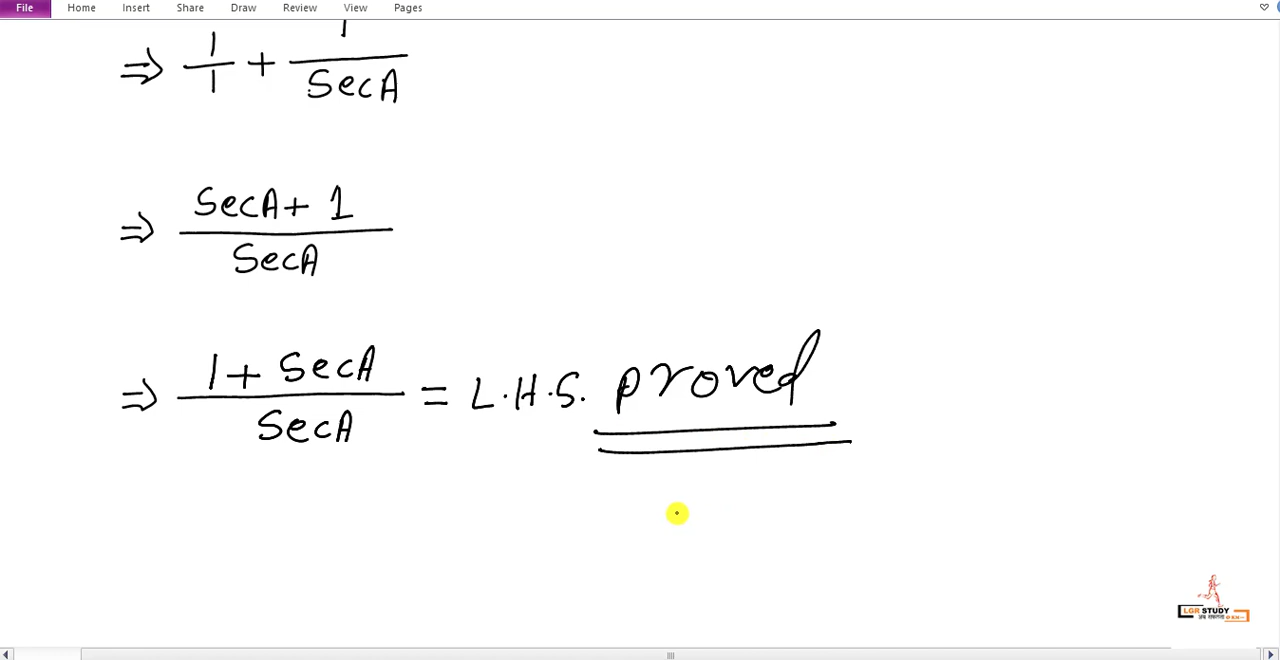 File Home Insert Share Draw Review View Pages
⇒ 1/1 + 1/SecA
⇒ SecA + 1 / SecA
⇒ 1 + SecA / SecA = L.H.S. proved
LGR STUDY